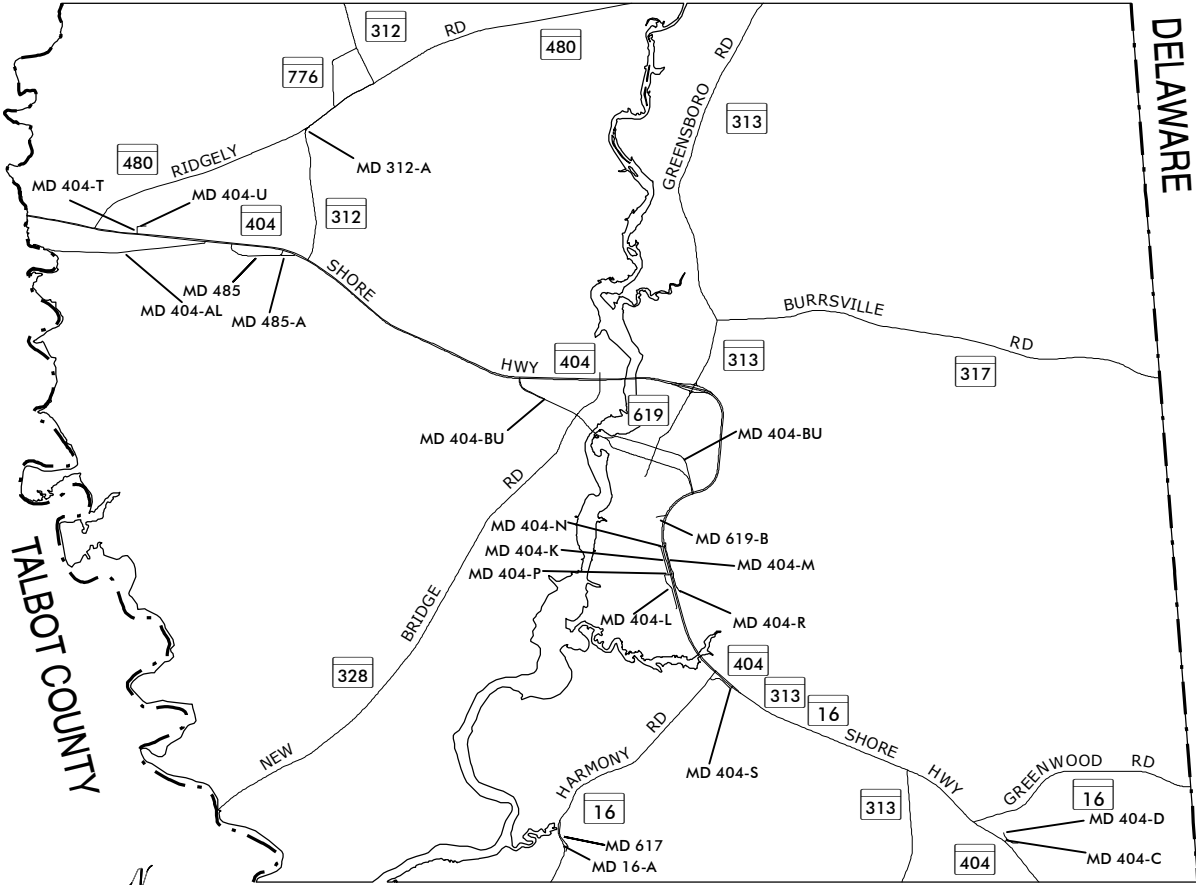 312
RD
480
776
DELAWARE
RD
GREENSBORO
313
480
RIDGELY
MD 312-A
MD 404-T
MD 404-U
404
312
MD 485
MD 404-AL
MD 485-A
SHORE
BURRSVILLE
RD
317
HWY
404
313
619
MD 404-BU
MD 404-BU
RD
MD 404-N
MD 619-B
MD 404-K
MD 404-M
MD 404-P
MD 404-L
MD 404-R
TALBOT COUNTY
BRIDGE
328
404
313
16
RD
SHORE
NEW
HARMONY
MD 404-S
HWY
GREENWOOD RD
16
313
16
MD 404-D
MD 617
MD 16-A
404
MD 404-C